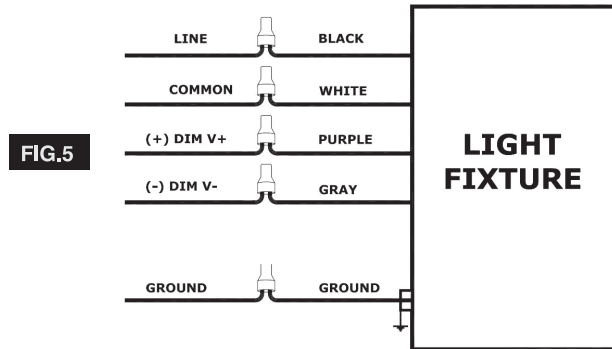 LINE BLACK
COMMON WHITE
(+) DIM V+ PURPLE
FIG.5
LIGHT
FIXTURE
(-) DIM V- GRAY
GROUND GROUND